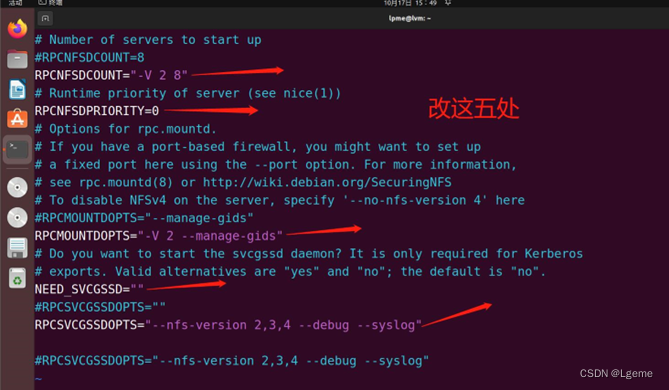 活动
终端
10月17日 15：49
lpme@lvm: ~
# Number of servers to start up
#RPCNFSDCOUNT=8
RPCNFSDCOUNT="-V 2 8"
# Runtime priority of server (see nice(1))
RPCNFSDPRIORITY=0
改这五处
# Options for rpc.mountd.
# If you have a port-based firewall, you might want to set up
# a fixed port here using the --port option. For more information,
# see rpc.mountd(8) or http://wiki.debian.org/SecuringNFS
# To disable NFSv4 on the server, specify '--no-nfs-version 4' here
#RPCMOUNTDOPTS="--manage-gids"
RPCMOUNTDOPTS="-V 2 --manage-gids"
# Do you want to start the svcgssd daemon? It is only required for Kerberos
# exports. Valid alternatives are "yes" and "no"; the default is "no".
NEED_SVCGSSD=""
#RPCSVCGSSDOPTS=""
RPCSVCGSSDOPTS="--nfs-version 2,3,4 --debug --syslog"
#RPCSVCGSSDOPTS="--nfs-version 2,3,4 --debug --syslog"
~
CSDN @Lgeme